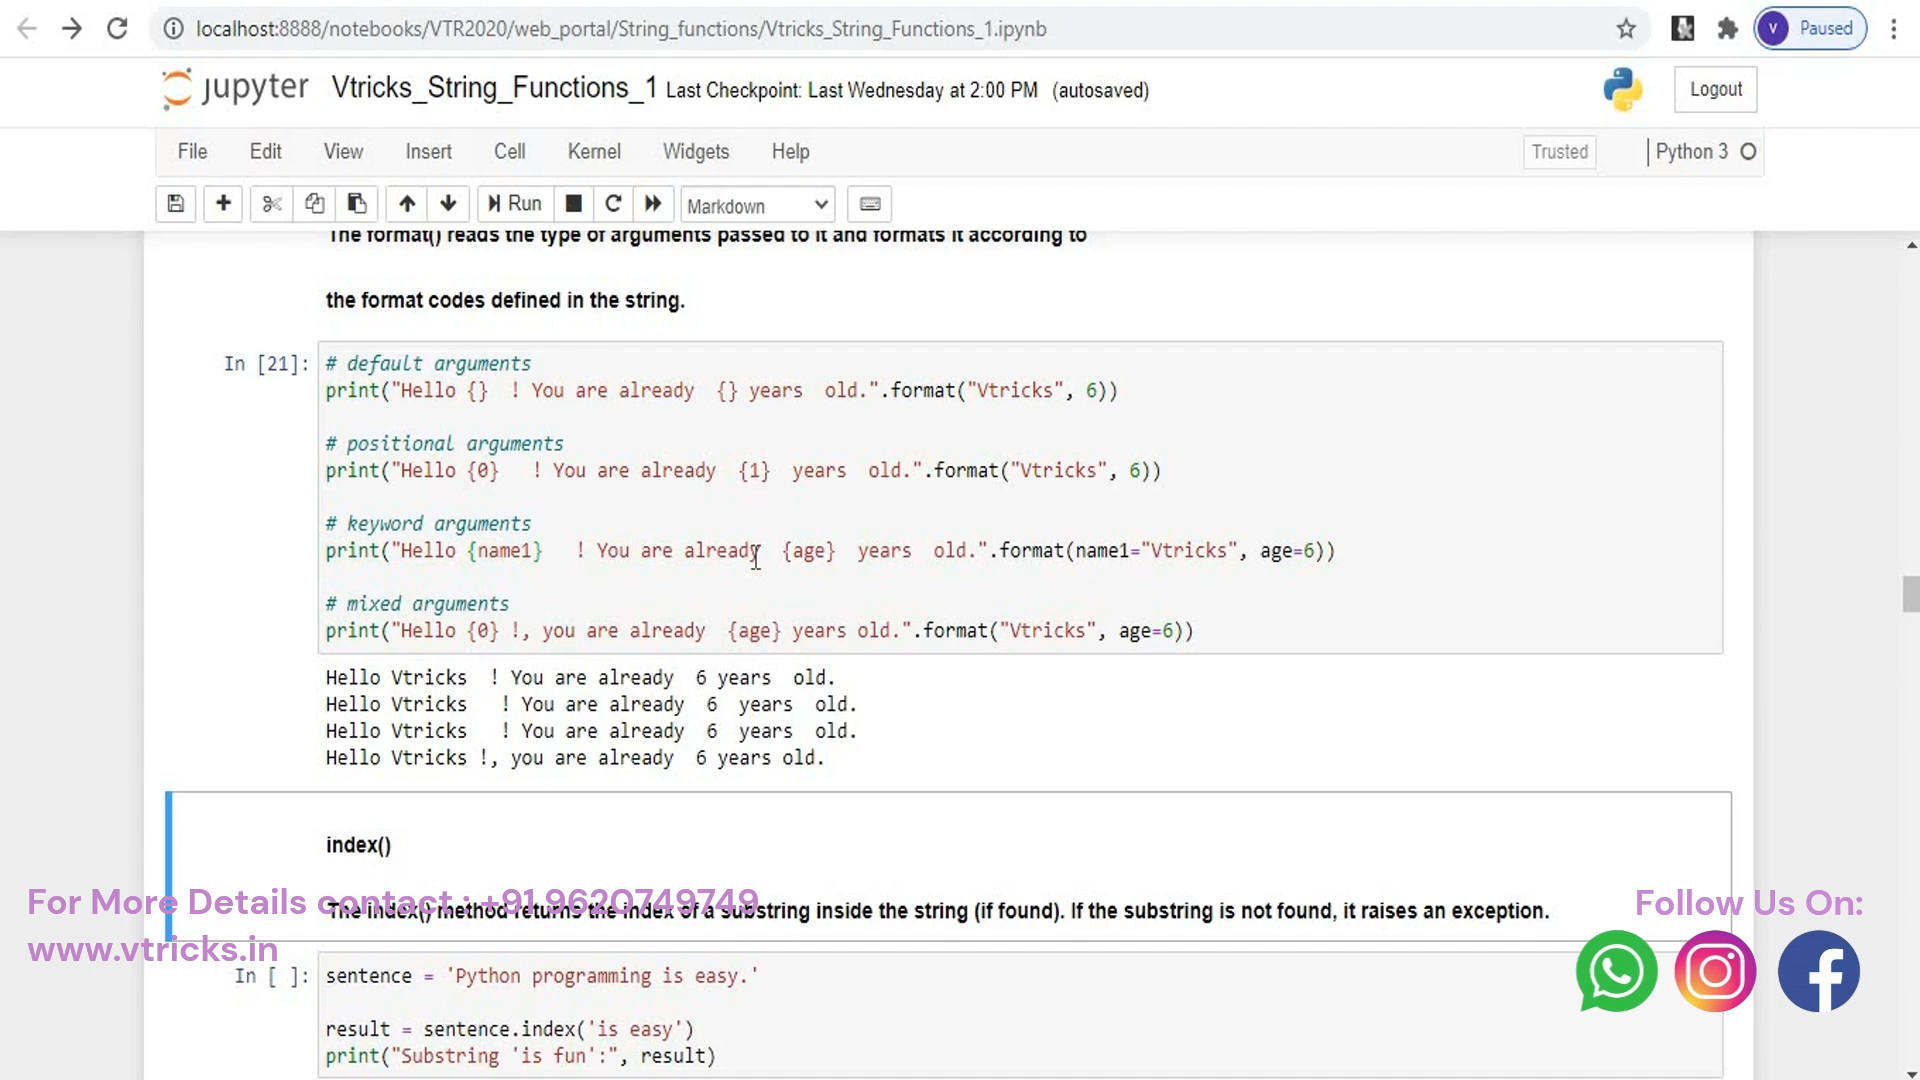 localhost:8888/notebooks/VTR2020/web_portal/String_functions/Vtricks_String_Functions_1.ipynb
V Paused
jupyter Vtricks_String_Functions_1 Last Checkpoint: Last Wednesday at 2:00 PM (autosaved)
Logout
File Edit View Insert Cell Kernel Widgets Help
Trusted Python 3
Run Markdown
The format() reads the type of arguments passed to it and formats it according to
the format codes defined in the string.
In [21]: # default arguments
print("Hello {}  ! You are already  {} years  old.".format("Vtricks", 6))
# positional arguments
print("Hello {0}   ! You are already  {1}  years  old.".format("Vtricks", 6))
# keyword arguments
print("Hello {name1}   ! You are already  {age}  years  old.".format(name1="Vtricks", age=6))
# mixed arguments
print("Hello {0} !, you are already  {age} years old.".format("Vtricks", age=6))
Hello Vtricks  ! You are already  6 years  old.
Hello Vtricks   ! You are already  6  years  old.
Hello Vtricks   ! You are already  6  years  old.
Hello Vtricks !, you are already  6 years old.
index()
For More Details contact : +91 9620749749
The index() method returns the index of a substring inside the string (if found). If the substring is not found, it raises an exception.
Follow Us On:
www.vtricks.in
In [ ]: sentence = 'Python programming is easy.'
result = sentence.index('is easy')
print("Substring 'is fun':", result)